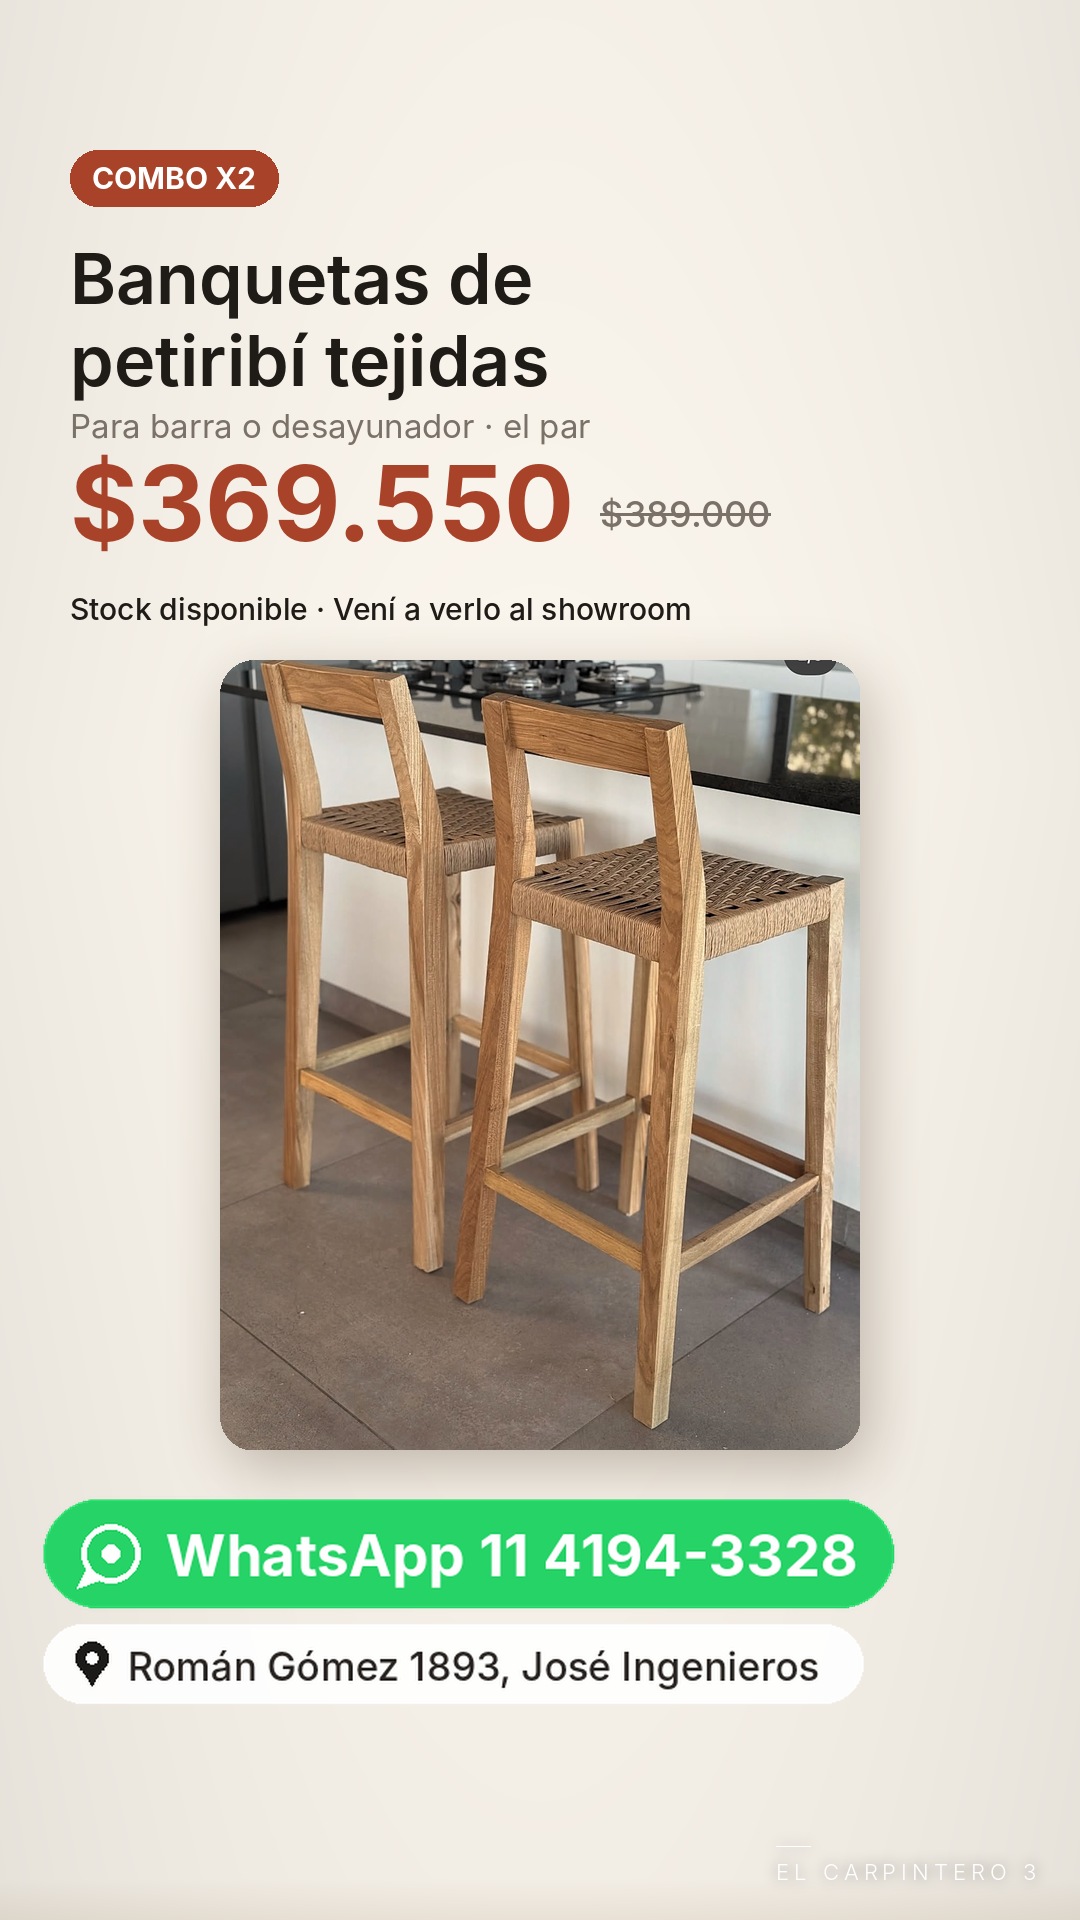 COMBO X2
Banquetas de
petiribí tejidas
Para barra o desayunador · el par
$369.550 $389.000
Stock disponible · Vení a verlo al showroom
WhatsApp 11 4194-3328
Román Gómez 1893, José Ingenieros
EL CARPINTERO 3